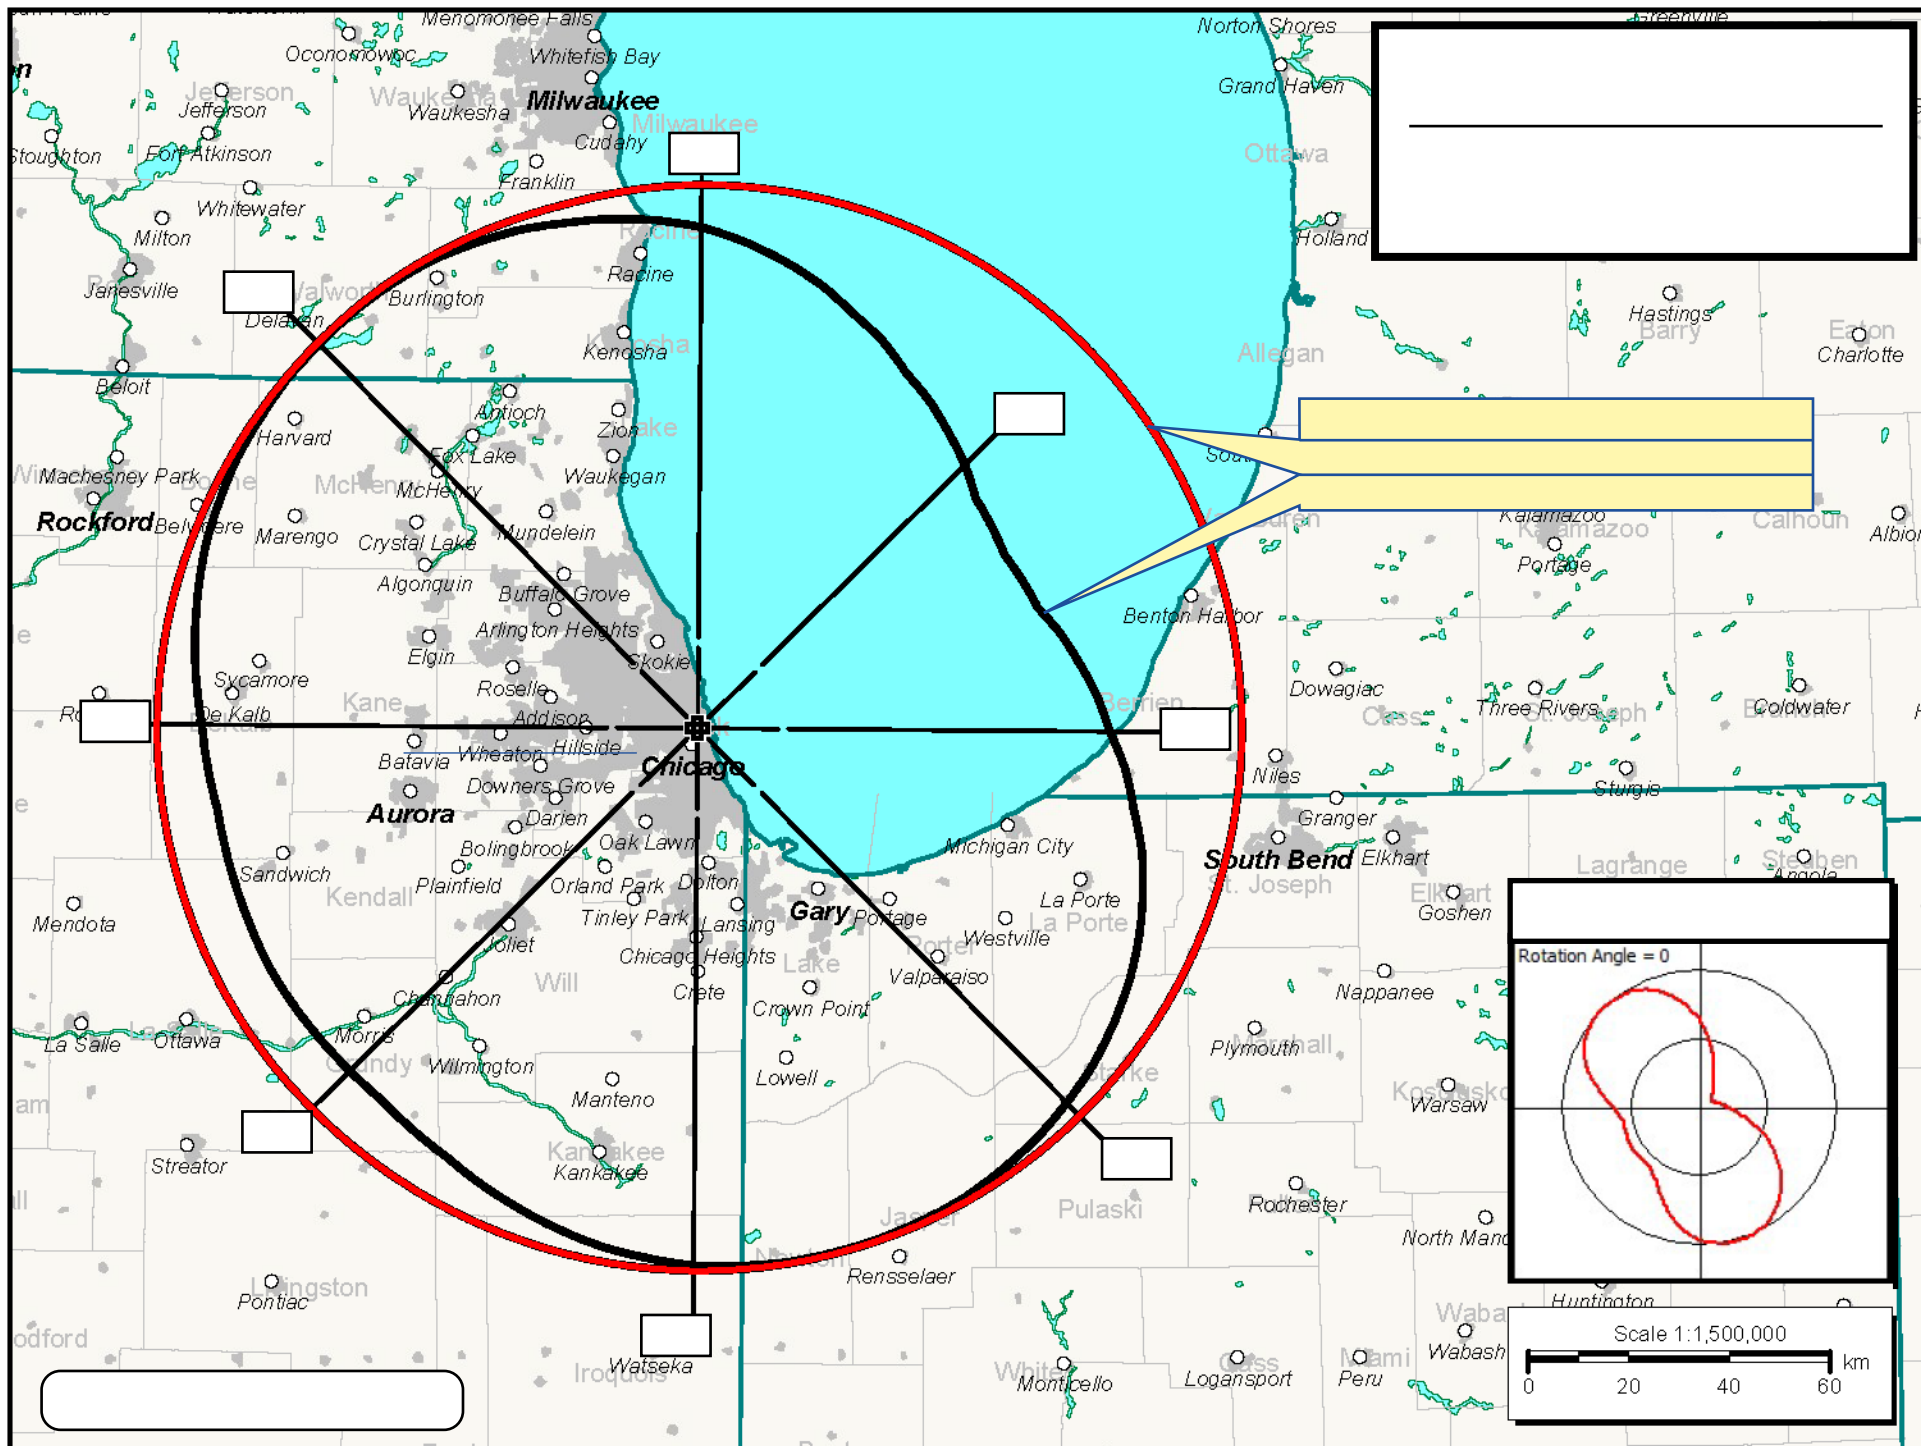 Menomonee Falls
Norton Shores
Greenville
Oconomowoc
Whitefish Bay
Grand Haven
Jefferson
Jefferson
Waukesha
Waukesha
Milwaukee
Milwaukee
Cudahy
Stoughton
Fort Atkinson
Franklin
Ottawa
Whitewater
Milton
Holland
Racine
Racine
Janesville
Burlington
Delavan
Hastings
Barry
Eaton
Charlotte
Kenosha
Allegan
Beloit
Antioch
Zion
Lake
Harvard
Fox Lake
Waukegan
Machesney Park
McHenry
McHenry
Rockford
Belvidere
Marengo
Crystal Lake
Mundelein
Kalamazoo
Kalamazoo
Calhoun
Portage
Algonquin
Buffalo Grove
Arlington Heights
Benton Harbor
Elgin
Skokie
Sycamore
Roselle
Dowagiac
Kane
De Kalb
DeKalb
Addison
Berrien
Cass
Three Rivers
St. Joseph
Branch
Coldwater
Batavia
Wheaton
Hillside
Chicago
Niles
Sturgis
Aurora
Downers Grove
Darien
Granger
Bolingbrook
Oak Lawn
Michigan City
South Bend
Elkhart
Lagrange
Steuben
Angola
Sandwich
Kendall
Plainfield
Orland Park
Dolton
La Porte
St. Joseph
Elkhart
Goshen
Mendota
Tinley Park
Lansing
Gary
Portage
Westville
La Porte
Joliet
Chicago Heights
Lake
Porter
Valparaiso
Will
Crete
Crown Point
Nappanee
Channahon
Rotation Angle = 0
La Salle
La Salle
Ottawa
Morris
Grundy
Wilmington
Lowell
Plymouth
Marshall
Starke
Manteno
Warsaw
Streator
Kankakee
Kankakee
Rochester
Pulaski
Jasper
North Manc
Newton
Rensselaer
Livingston
Pontiac
Huntington
Wabash
Scale 1:1,500,000
km
0 20 40 60
Watseka
Iroquois
White
Monticello
Cass
Logansport
Miami
Peru